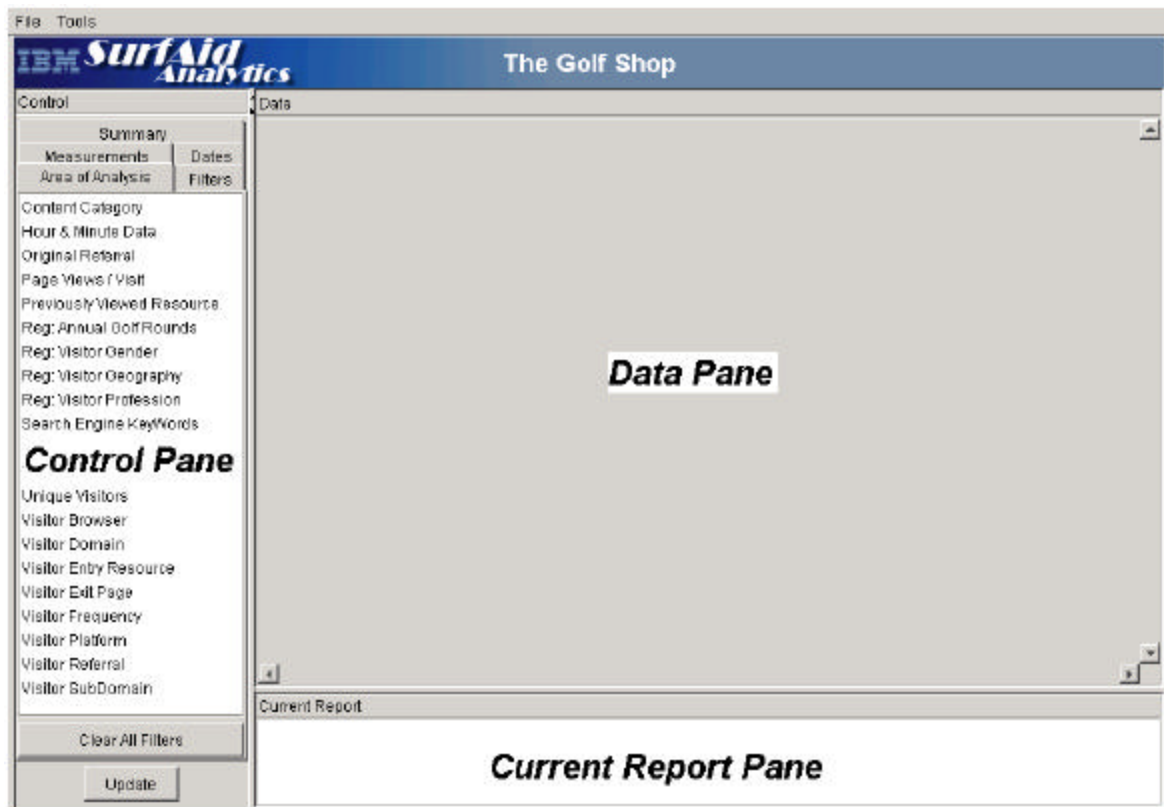 File Tools
IBM SurfAid Analytics
The Golf Shop
Control
Data
Summary
Measurements Dates
Area of Analysis Filters
Content Category
Hour & Minute Data
Original Referral
Page Views / Visit
Previously Viewed Resource
Reg: Annual Golf Rounds
Reg: Visitor Gender
Reg: Visitor Geography
Reg: Visitor Profession
Search Engine KeyWords
Control Pane
Unique Visitors
Visitor Browser
Visitor Domain
Visitor Entry Resource
Visitor Exit Page
Visitor Frequency
Visitor Platform
Visitor Referral
Visitor SubDomain
Clear All Filters
Update
Data Pane
Current Report
Current Report Pane